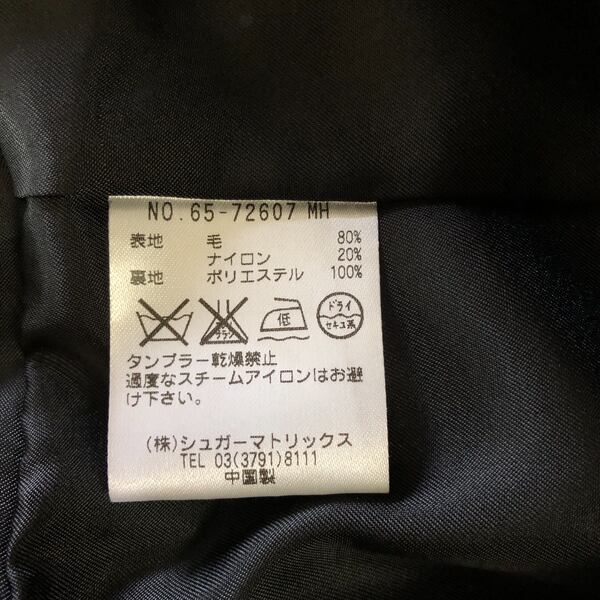 NO.65-72607 MH
表地 毛 80%
ナイロン 20%
裏地 ポリエステル 100%
低 ドライ
セキユ系
タンブラー乾燥禁止
過度なスチームアイロンはお避
け下さい。
(株)シュガーマトリックス
TEL 03(3791)8111
中国製